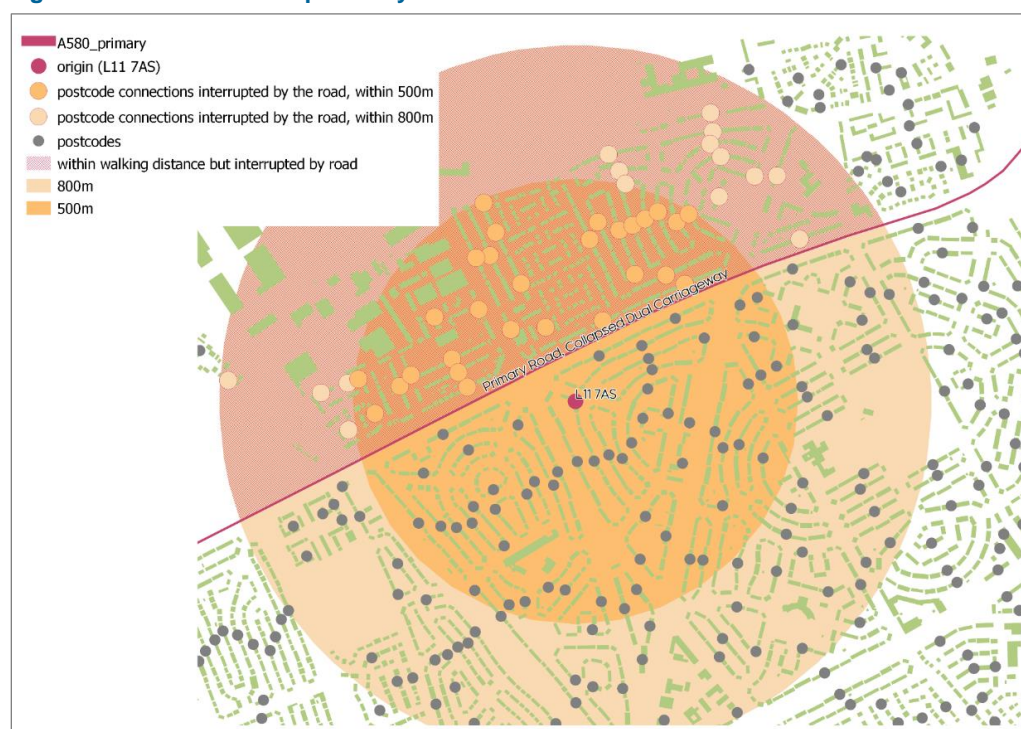 A580_primary
origin (L11 7AS)
postcode connections interrupted by the road, within 500m
postcode connections interrupted by the road, within 800m
postcodes
within walking distance but interrupted by road
800m
500m
Primary Road, Collapsed Dual Carriageway
L11 7AS